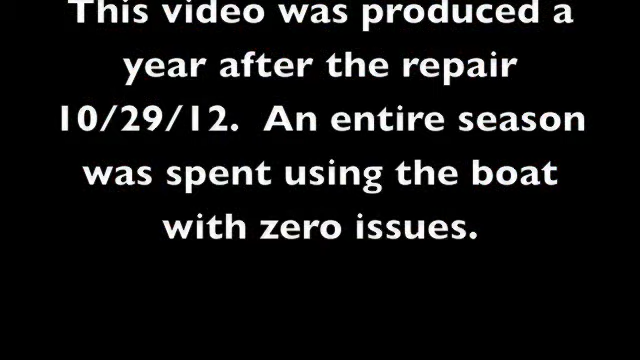 This video was produced a
year after the repair
10/29/12.  An entire season
was spent using the boat
with zero issues.